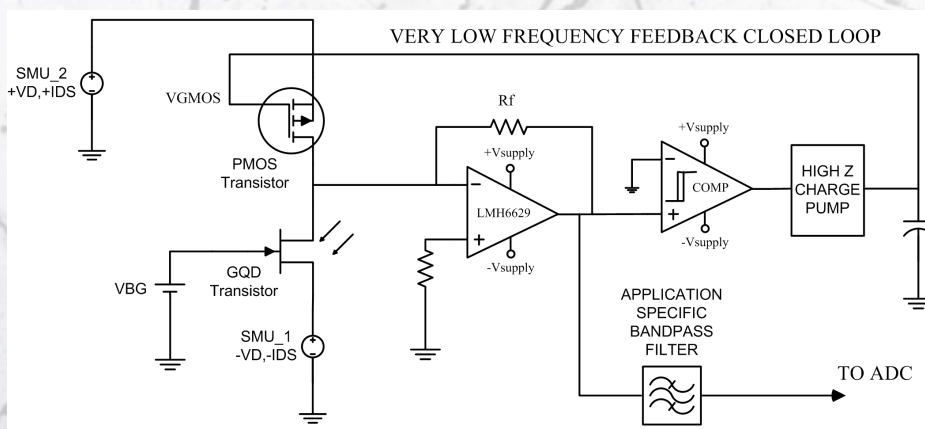 VERY LOW FREQUENCY FEEDBACK CLOSED LOOP
SMU_2
+VD,+IDS
VGMOS
PMOS
Transistor
Rf
+Vsupply
LMH6629
-Vsupply
+Vsupply
COMP
-Vsupply
HIGH Z
CHARGE
PUMP
VBG
GQD
Transistor
SMU_1
-VD,-IDS
APPLICATION
SPECIFIC
BANDPASS
FILTER
TO ADC